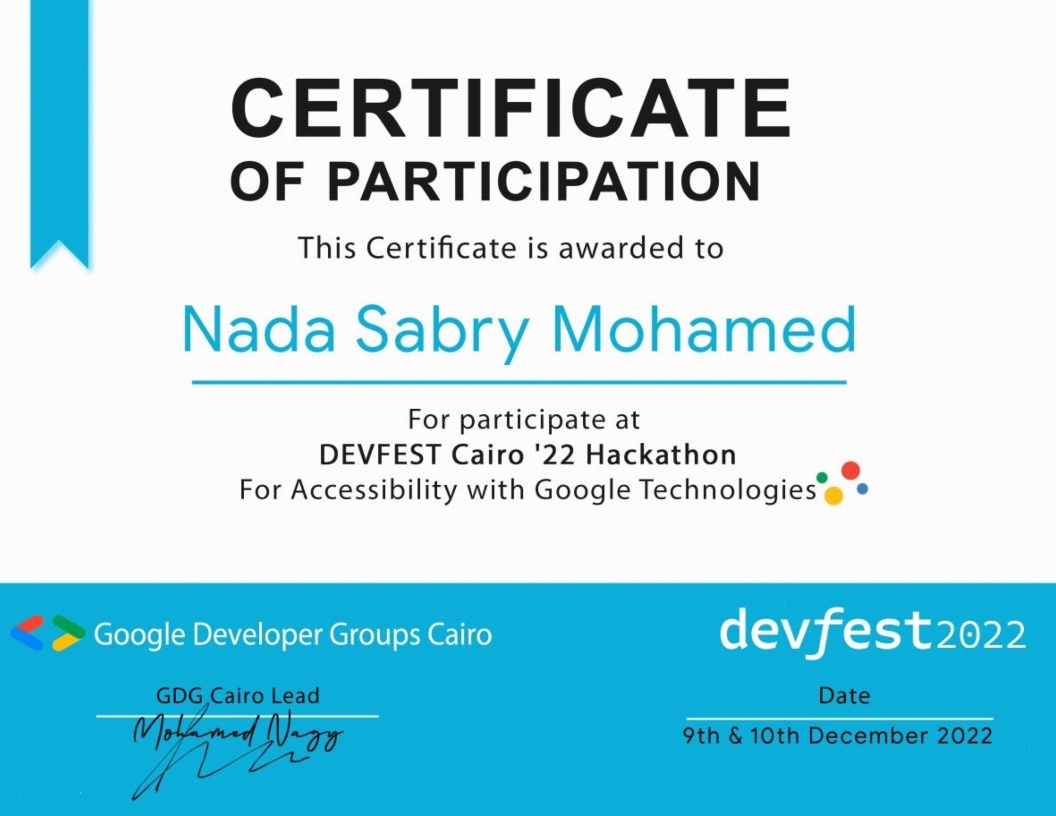 CERTIFICATE
OF PARTICIPATION
This Certificate is awarded to
Nada Sabry Mohamed
For participate at
DEVFEST Cairo '22 Hackathon
For Accessibility with Google Technologies
Google Developer Groups Cairo
devfest2022
GDG Cairo Lead
Mohamed Nagy
Date
9th & 10th December 2022